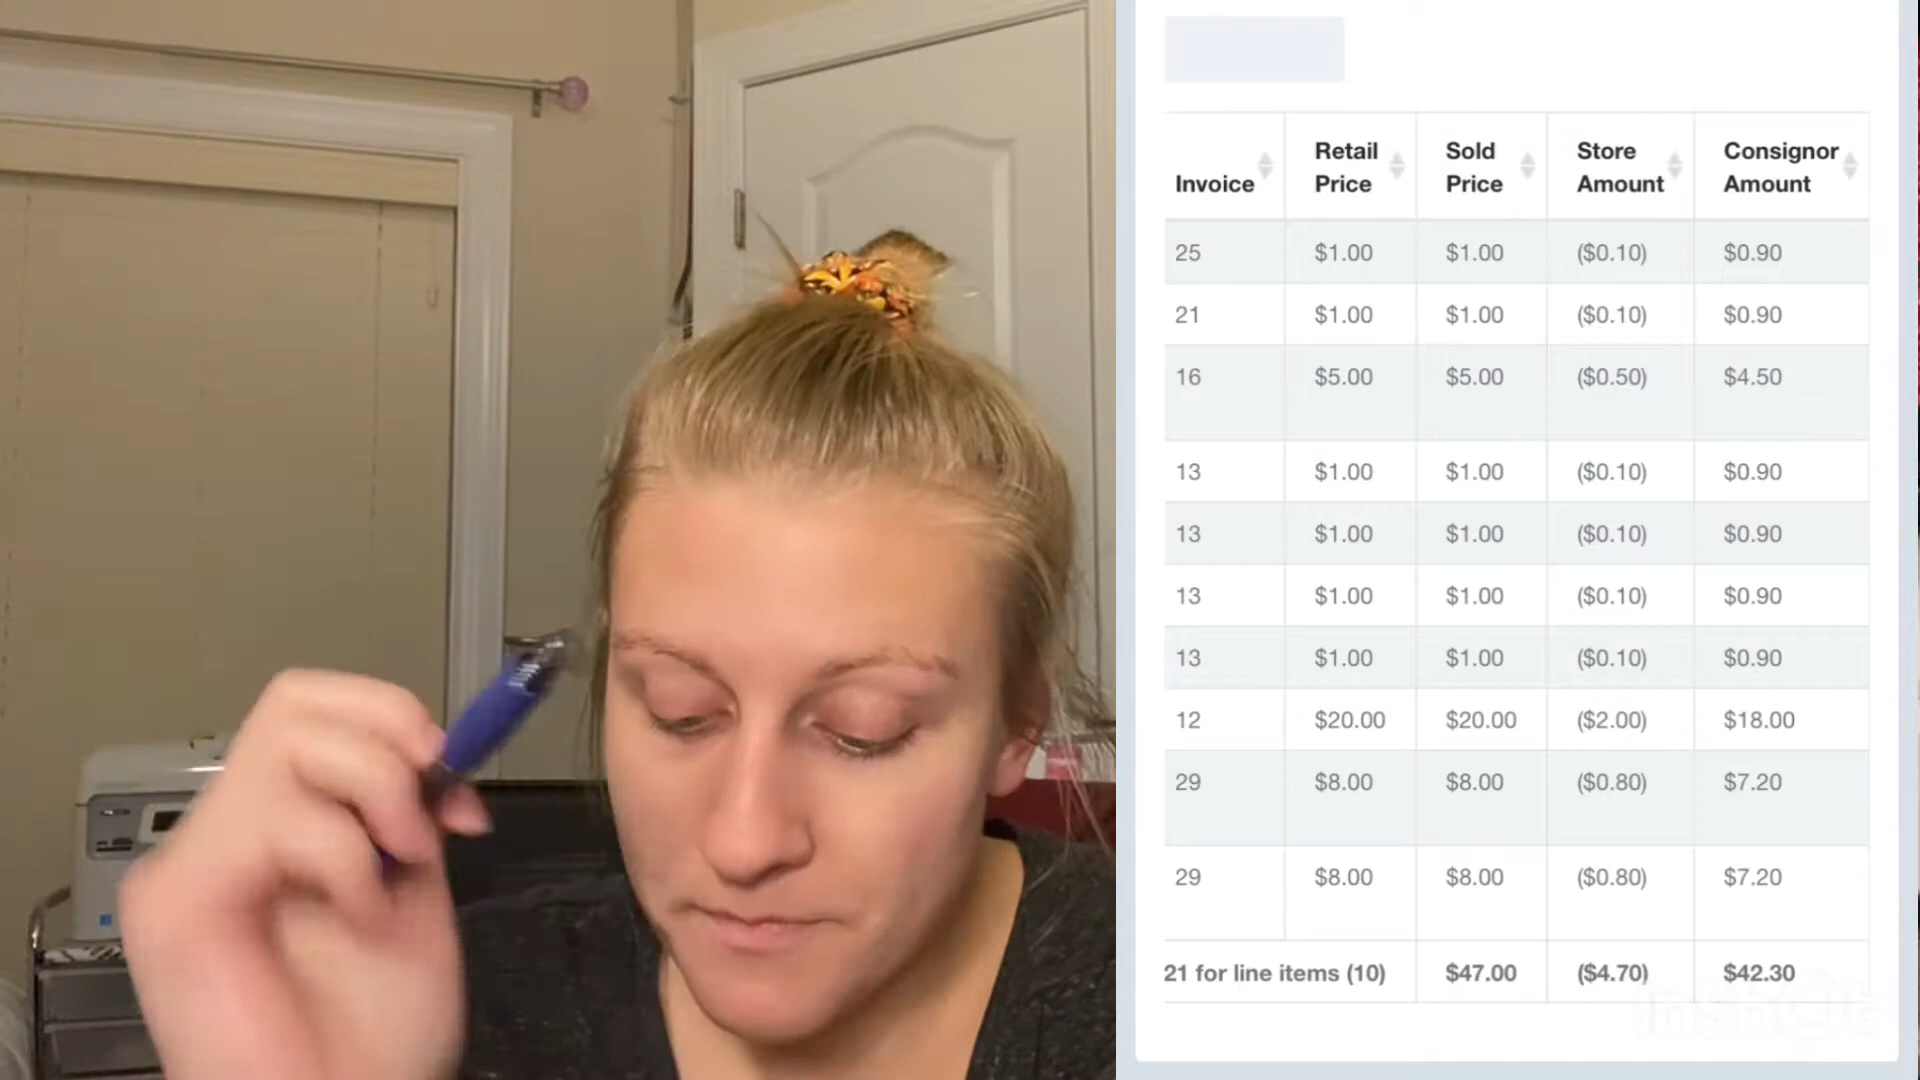 Invoice Retail Price Sold Price Store Amount Consignor Amount
25 $1.00 $1.00 ($0.10) $0.90
21 $1.00 $1.00 ($0.10) $0.90
16 $5.00 $5.00 ($0.50) $4.50
13 $1.00 $1.00 ($0.10) $0.90
13 $1.00 $1.00 ($0.10) $0.90
13 $1.00 $1.00 ($0.10) $0.90
13 $1.00 $1.00 ($0.10) $0.90
12 $20.00 $20.00 ($2.00) $18.00
29 $8.00 $8.00 ($0.80) $7.20
29 $8.00 $8.00 ($0.80) $7.20
21 for line items (10) $47.00 ($4.70) $42.30